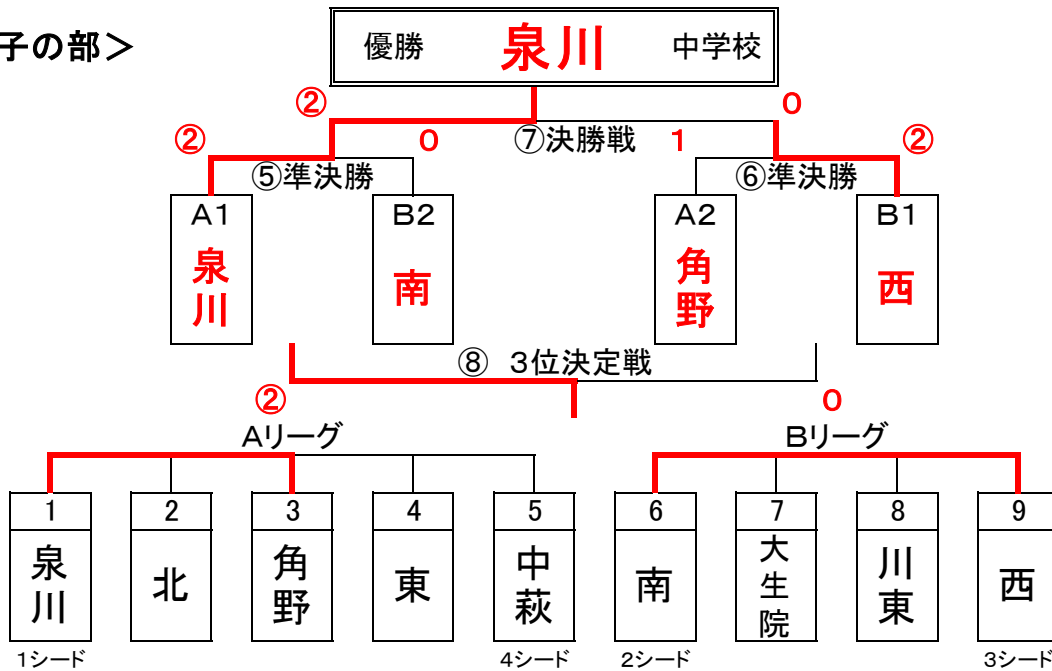 子の部＞
優勝 泉川 中学校
② 0
② 0 ⑦決勝戦 1 ②
⑤準決勝 ⑥準決勝
A1 B2 A2 B1
泉川 南 角野 西
⑧ 3位決定戦
② 0
Aリーグ Bリーグ
1 2 3 4 5 6 7 8 9
泉川 北 角野 東 中萩 南 大生院 川東 西
1シード 4シード 2シード 3シード